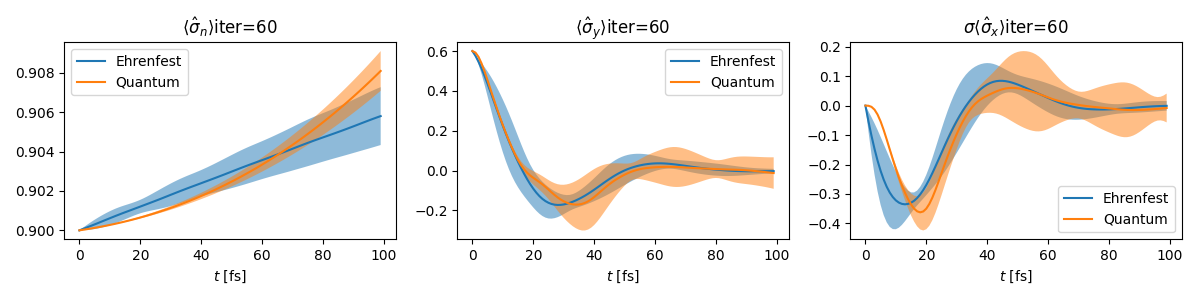 ⟨σ̂ₙ⟩iter=60
Ehrenfest
Quantum
0.908
0.906
0.904
0.902
0.900
0 20 40 60 80 100
t [fs]
⟨σ̂ᵧ⟩iter=60
Ehrenfest
Quantum
0.6
0.4
0.2
0.0
−0.2
0 20 40 60 80 100
t [fs]
σ⟨σ̂ₓ⟩iter=60
0.2
0.1
0.0
−0.1
−0.2
−0.3
−0.4
Ehrenfest
Quantum
0 20 40 60 80 100
t [fs]